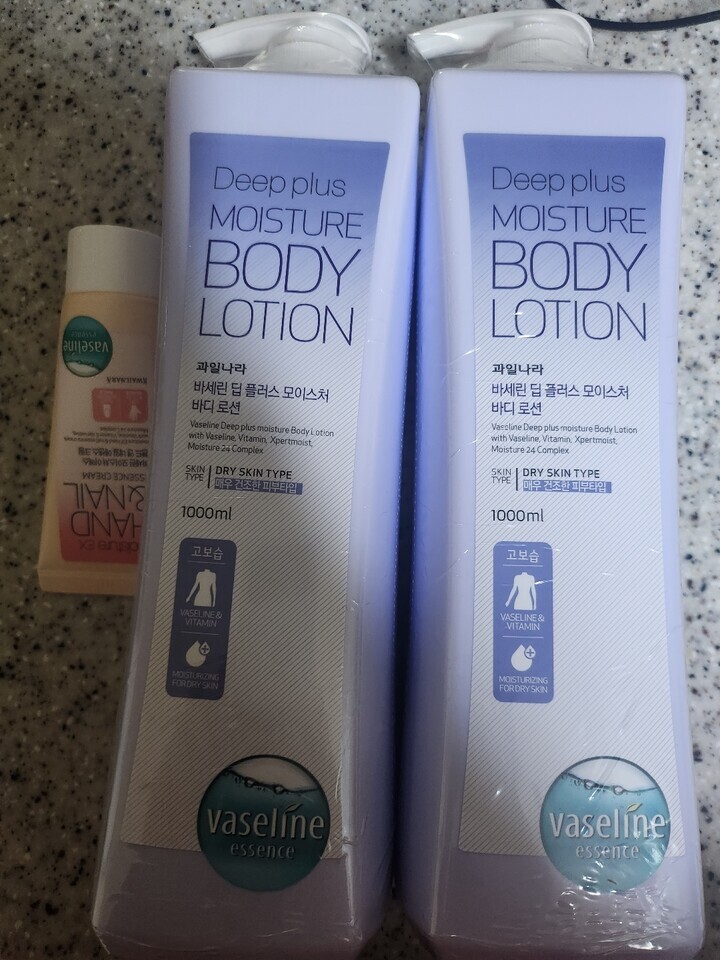 Deep plus
MOISTURE
BODY
LOTION
과일나라
바세린 딥 플러스 모이스처
바디 로션
Vaseline Deep plus moisture Body Lotion
with Vaseline, Vitamin, Xpertmoist,
Moisture 24 Complex
SKIN TYPE DRY SKIN TYPE
매우 건조한 피부타입
1000ml
고보습
VASELINE &
VITAMIN
MOISTURIZING
FOR DRY SKIN
vaseline
essence
Deep plus
MOISTURE
BODY
LOTION
과일나라
바세린 딥 플러스 모이스처
바디 로션
Vaseline Deep plus moisture Body Lotion
with Vaseline, Vitamin, Xpertmoist,
Moisture 24 Complex
SKIN TYPE DRY SKIN TYPE
매우 건조한 피부타입
1000ml
고보습
VASELINE &
VITAMIN
MOISTURIZING
FOR DRY SKIN
vaseline
essence
HAND
&NAIL
ESSENCE CREAM
KWAILNARA
vaseline
essence